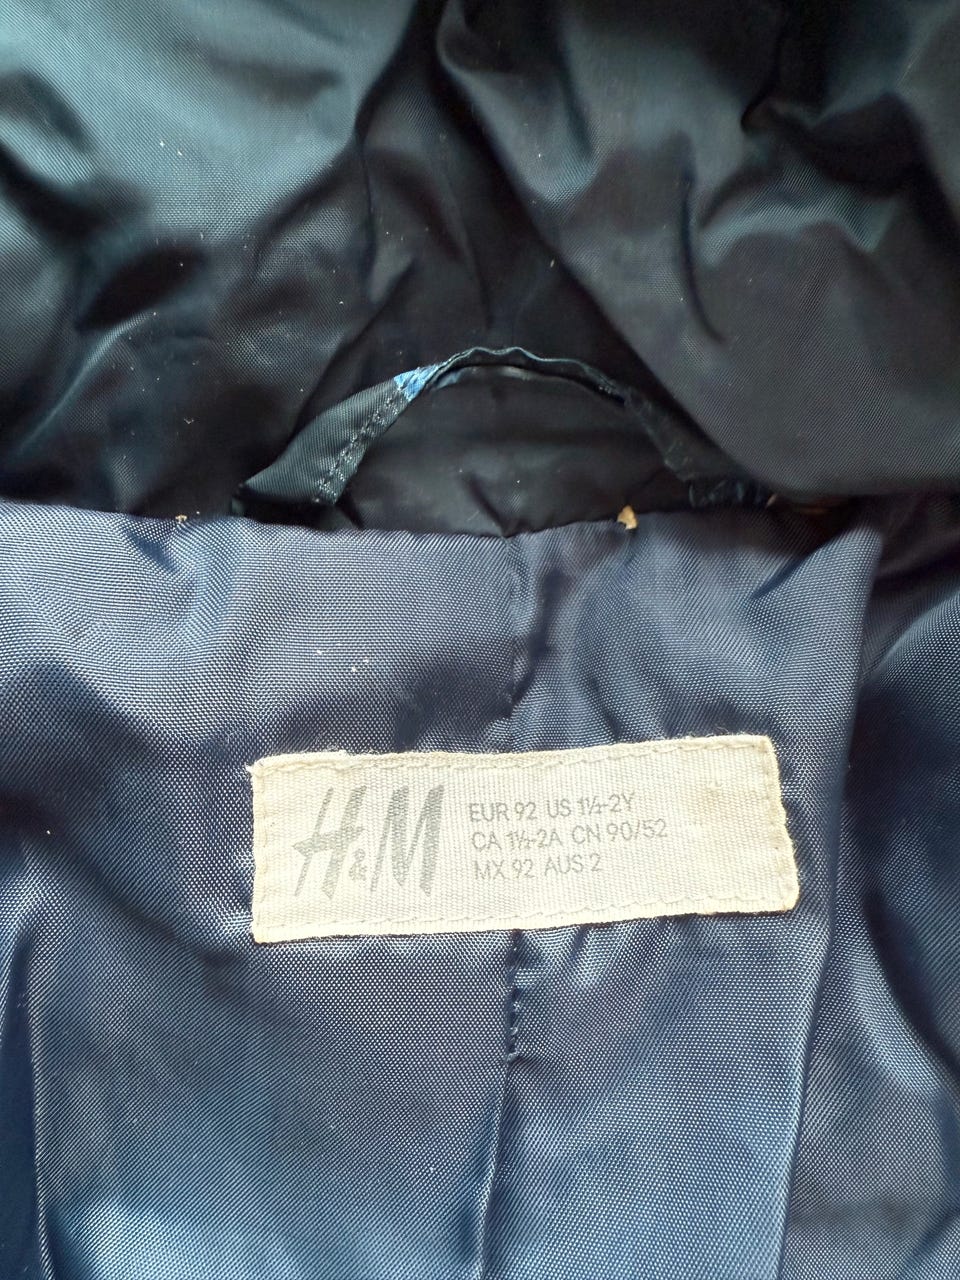 H&M
EUR 92 US 1½-2Y
CA 1½-2A CN 90/52
MX 92 AUS 2